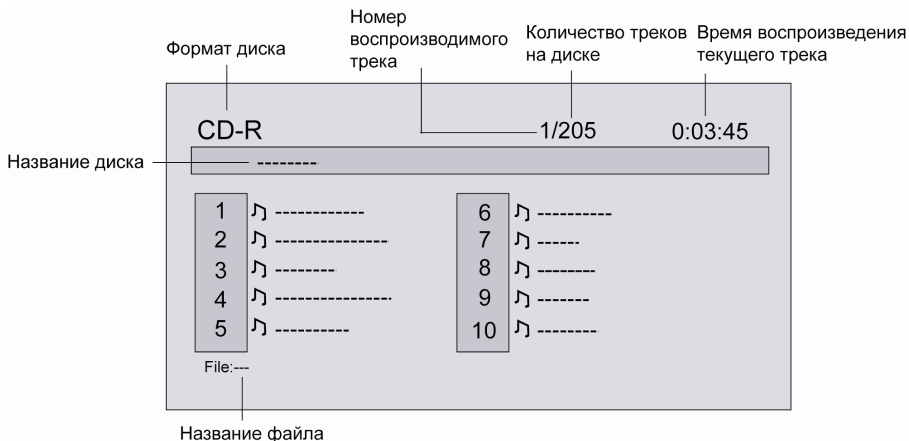 Формат диска
Номер
воспроизводимого
трека
Количество треков
на диске
Время воспроизведения
текущего трека
CD-R
1/205
0:03:45
Название диска
---------
1
2
3
4
5
6
7
8
9
10
File:---
Название файла